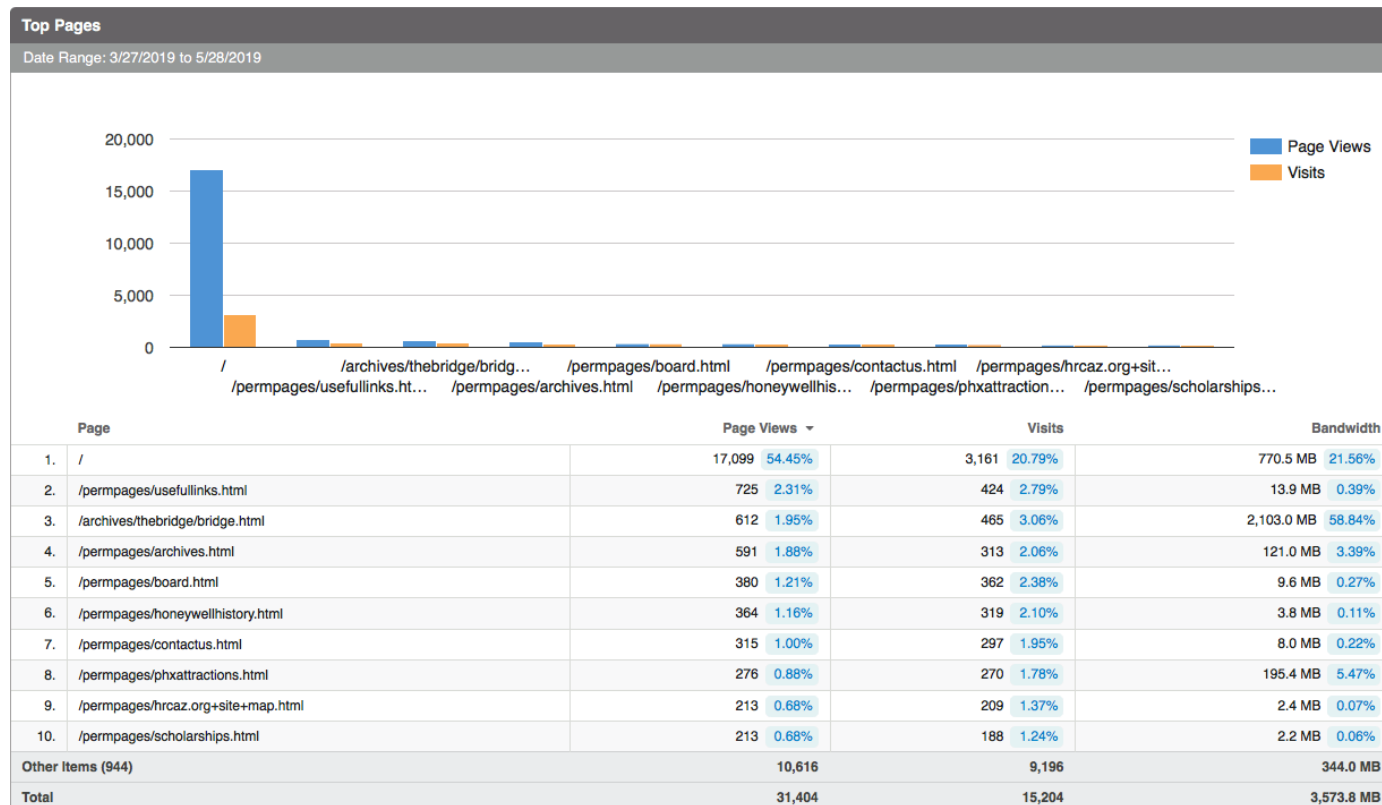 Top Pages
Date Range: 3/27/2019 to 5/28/2019
20,000
Page Views
Visits
15,000
10,000
5,000
0
/ /archives/thebridge/bridg... /permpages/board.html /permpages/contactus.html /permpages/hrcaz.org+sit...
/permpages/usefullinks.ht... /permpages/archives.html /permpages/honeywellhis... /permpages/phxattraction... /permpages/scholarships...
Page Page Views Visits Bandwidth
1. / 17,099 54.45% 3,161 20.79% 770.5 MB 21.56%
2. /permpages/usefullinks.html 725 2.31% 424 2.79% 13.9 MB 0.39%
3. /archives/thebridge/bridge.html 612 1.95% 465 3.06% 2,103.0 MB 58.84%
4. /permpages/archives.html 591 1.88% 313 2.06% 121.0 MB 3.39%
5. /permpages/board.html 380 1.21% 362 2.38% 9.6 MB 0.27%
6. /permpages/honeywellhistory.html 364 1.16% 319 2.10% 3.8 MB 0.11%
7. /permpages/contactus.html 315 1.00% 297 1.95% 8.0 MB 0.22%
8. /permpages/phxattractions.html 276 0.88% 270 1.78% 195.4 MB 5.47%
9. /permpages/hrcaz.org+site+map.html 213 0.68% 209 1.37% 2.4 MB 0.07%
10. /permpages/scholarships.html 213 0.68% 188 1.24% 2.2 MB 0.06%
Other Items (944) 10,616 9,196 344.0 MB
Total 31,404 15,204 3,573.8 MB